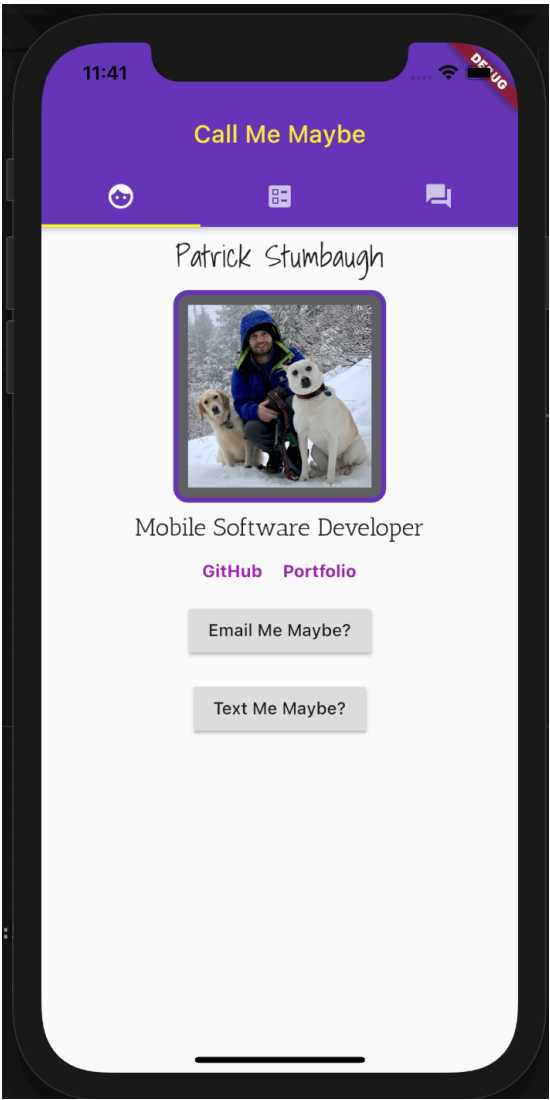 11:41
DEBUG
Call Me Maybe
Patrick Stumbaugh
Mobile Software Developer
GitHub Portfolio
Email Me Maybe?
Text Me Maybe?